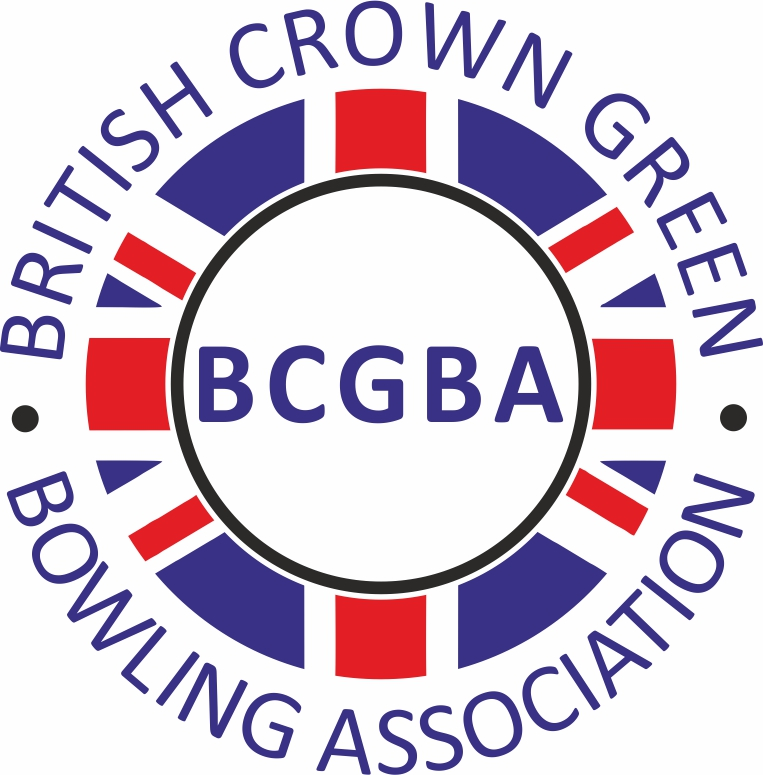 BRITISH CROWN GREEN
BCGBA
• BOWLING ASSOCIATION •